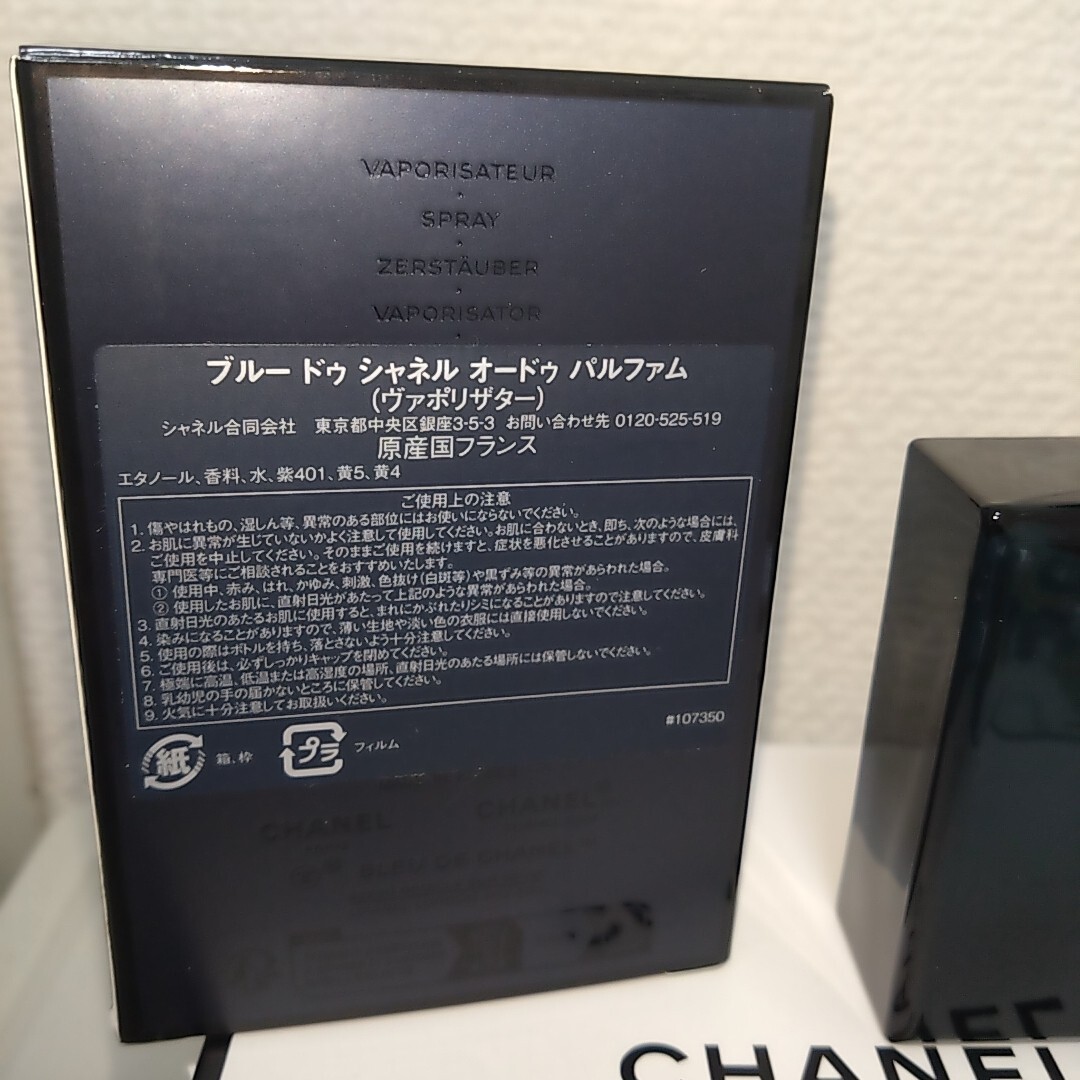 VAPORISATEUR
SPRAY
ZERSTÄUBER
VAPORISATOR
ブルー ドゥ シャネル オードゥ パルファム
(ヴァポリザター)
シャネル合同会社 東京都中央区銀座3-5-3 お問い合わせ先 0120-525-519
原産国フランス
エタノール、香料、水、紫401、黄5、黄4
ご使用上の注意
1. 傷やはれもの、湿しん等、異常のある部位にはお使いにならないでください。
2. お肌に異常が生じていないかよく注意して使用してください。お肌に合わないとき、即ち、次のような場合には、
ご使用を中止してください。そのままご使用を続けますと、症状を悪化させることがありますので、皮膚科
専門医等にご相談されることをおすすめいたします。
① 使用中、赤み、はれ、かゆみ、刺激、色抜け(白斑等)や黒ずみ等の異常があらわれた場合。
② 使用したお肌に、直射日光があたって上記のような異常があらわれた場合。
3. 直射日光のあたるお肌に使用すると、まれにかぶれたりシミになることがありますので注意してください。
4. 染みになることがありますので、薄い生地や淡い色の衣服には直接使用しないでください。
5. 使用の際はボトルを持ち、落とさないよう十分注意してください。
6. ご使用後は、必ずしっかりキャップを閉めてください。
7. 極端に高温、低温または高湿度の場所、直射日光のあたる場所には保管しないでください。
8. 乳幼児の手の届かないところに保管してください。
9. 火気に十分注意してお取扱いください。
#107350
紙 箱、枠 プラ フィルム
CHANEL CHANEL
BLEU DE CHANEL
CHANEL